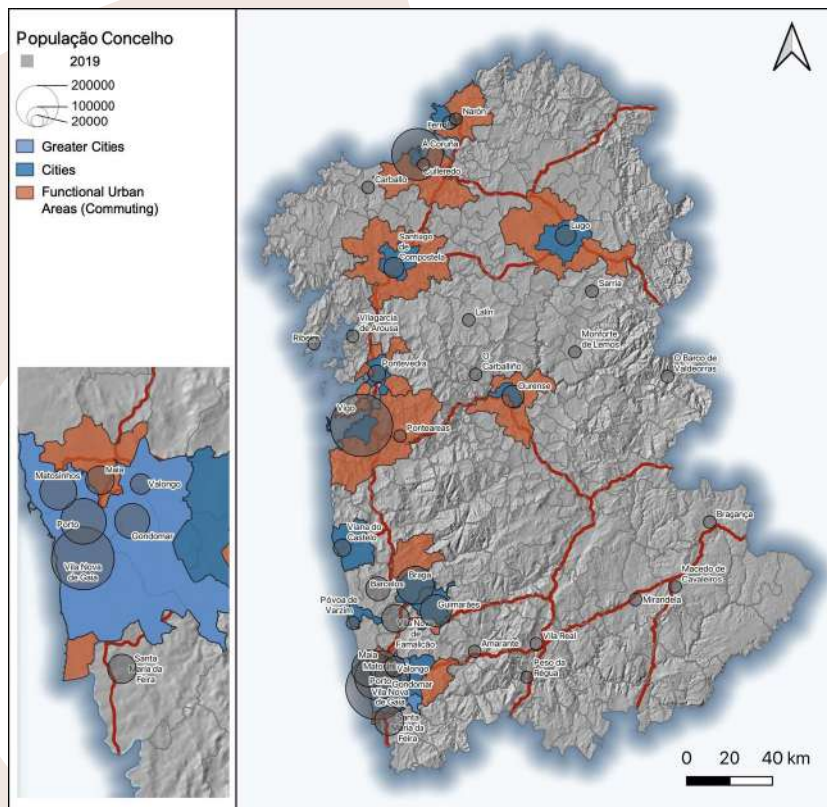 População Concelho
2019
200000
100000
20000
Greater Cities
Cities
Functional Urban
Areas (Commuting)
Matosinhos
Maia
Valongo
Porto
Gondomar
Vila Nova
de Gaia
Santa
Maria da
Feira
Narón
A Coruña
Culleredo
Carballo
Santiago
de
Compostela
Lugo
Sarria
Lalín
Vilagarcía
de Arousa
Ribeira
Monforte
de Lemos
O
Carballiño
Pontevedra
O Barco de
Valdeorras
Ourense
Vigo
Ponteareas
Viana do
Castelo
Bragança
Barcelos
Braga
Macedo de
Cavaleiros
Póvoa de
Varzim
Guimarães
Mirandela
de
Famalicão
Amarante
Vila Real
Maia
Valongo
Porto
Gondomar
Peso da
Régua
Vila Nova
de Gaia
Santa
Maria da
Feira
0 20 40 km